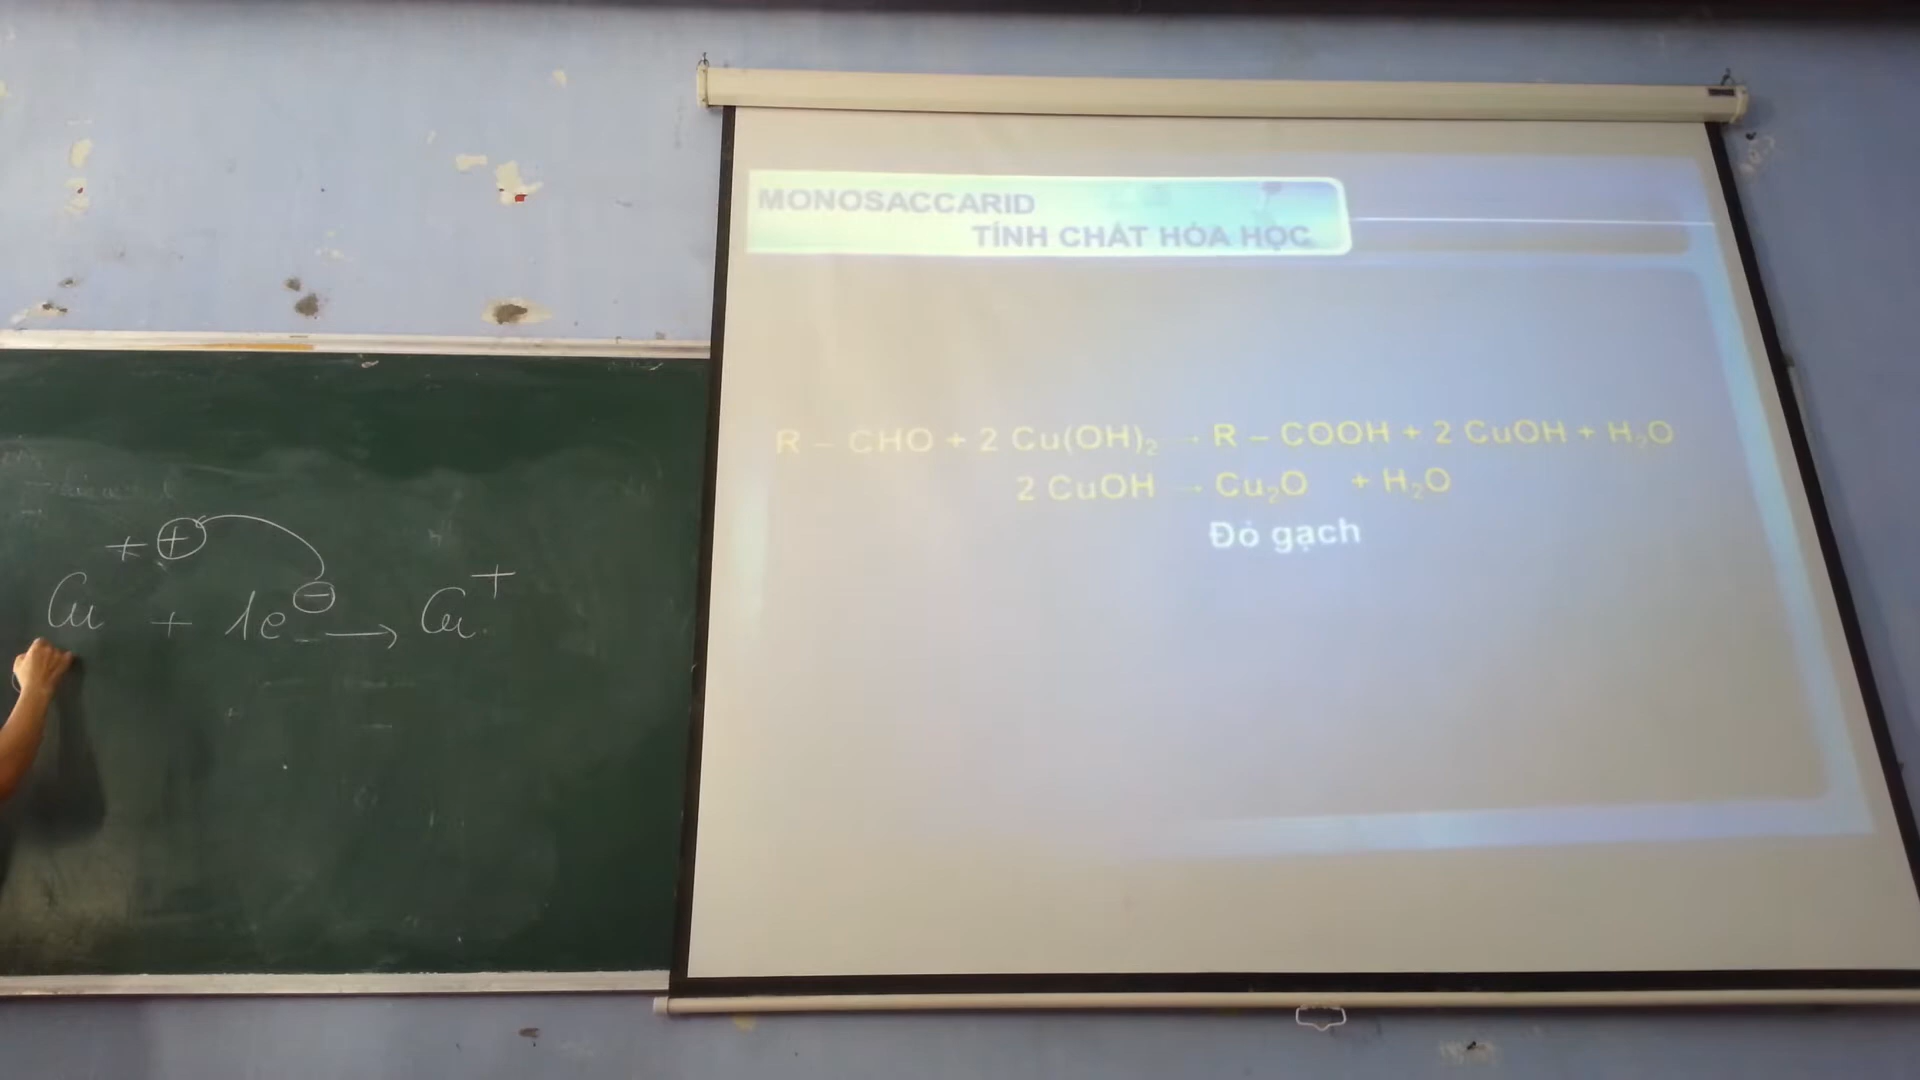 MONOSACCARID
TÍNH CHẤT HÓA HỌC
R – CHO + 2 Cu(OH)₂ → R – COOH + 2 CuOH + H₂O
2 CuOH → Cu₂O + H₂O
Đỏ gạch
Cu⁺⁺ + 1e⁻ → Cu⁺